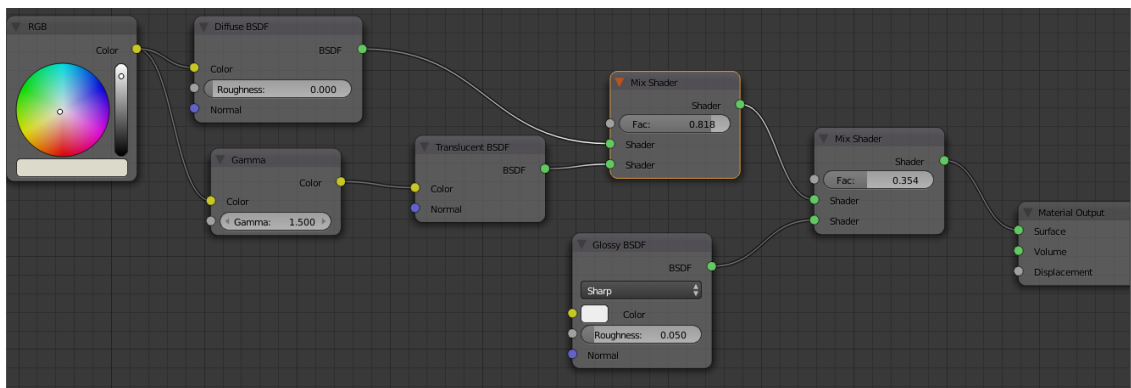 RGB
Color
Diffuse BSDF
BSDF
Color
Roughness: 0.000
Normal
Gamma
Color
Color
Gamma: 1.500
Translucent BSDF
BSDF
Color
Normal
Mix Shader
Shader
Fac: 0.818
Shader
Shader
Glossy BSDF
BSDF
Sharp
Color
Roughness: 0.050
Normal
Mix Shader
Shader
Fac: 0.354
Shader
Shader
Material Output
Surface
Volume
Displacement